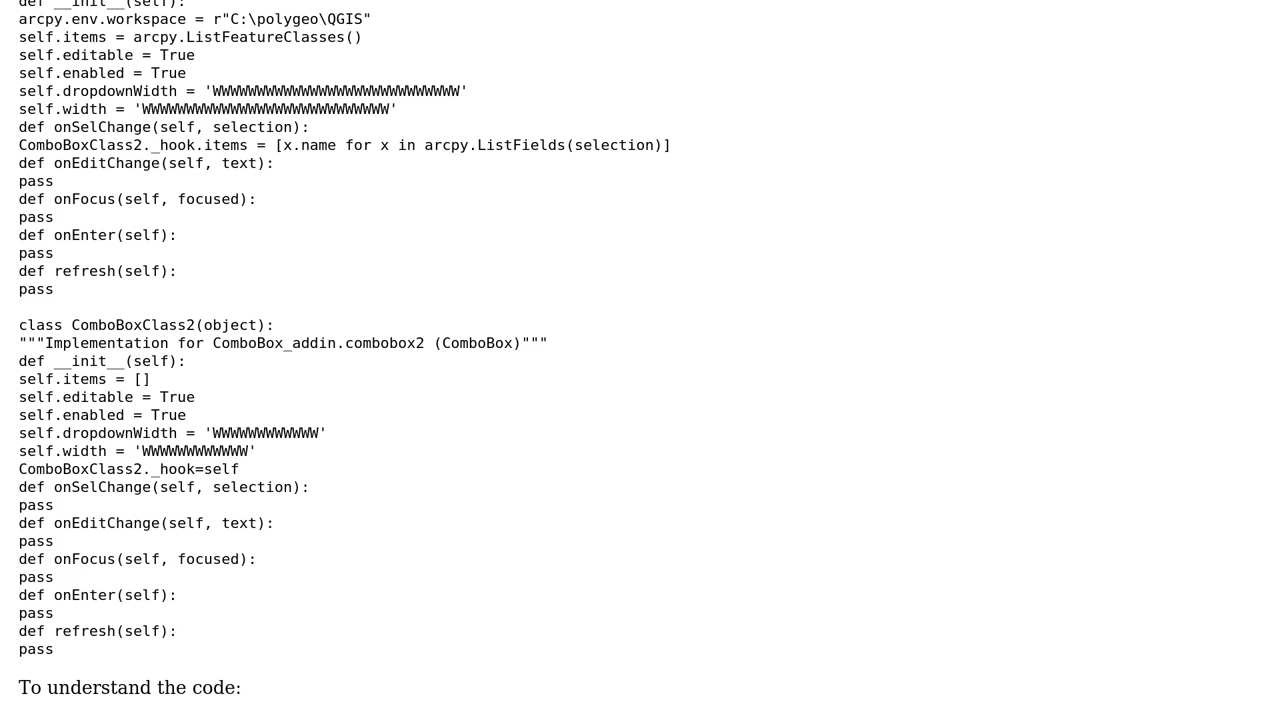 def __init__(self):
arcpy.env.workspace = r"C:\polygeo\QGIS"
self.items = arcpy.ListFeatureClasses()
self.editable = True
self.enabled = True
self.dropdownWidth = 'WWWWWWWWWWWWWWWWWWWWWWWWWWWW'
self.width = 'WWWWWWWWWWWWWWWWWWWWWWWWWWWW'
def onSelChange(self, selection):
ComboBoxClass2._hook.items = [x.name for x in arcpy.ListFields(selection)]
def onEditChange(self, text):
pass
def onFocus(self, focused):
pass
def onEnter(self):
pass
def refresh(self):
pass
class ComboBoxClass2(object):
"""Implementation for ComboBox_addin.combobox2 (ComboBox)"""
def __init__(self):
self.items = []
self.editable = True
self.enabled = True
self.dropdownWidth = 'WWWWWWWWWWWW'
self.width = 'WWWWWWWWWWWW'
ComboBoxClass2._hook=self
def onSelChange(self, selection):
pass
def onEditChange(self, text):
pass
def onFocus(self, focused):
pass
def onEnter(self):
pass
def refresh(self):
pass
To understand the code: